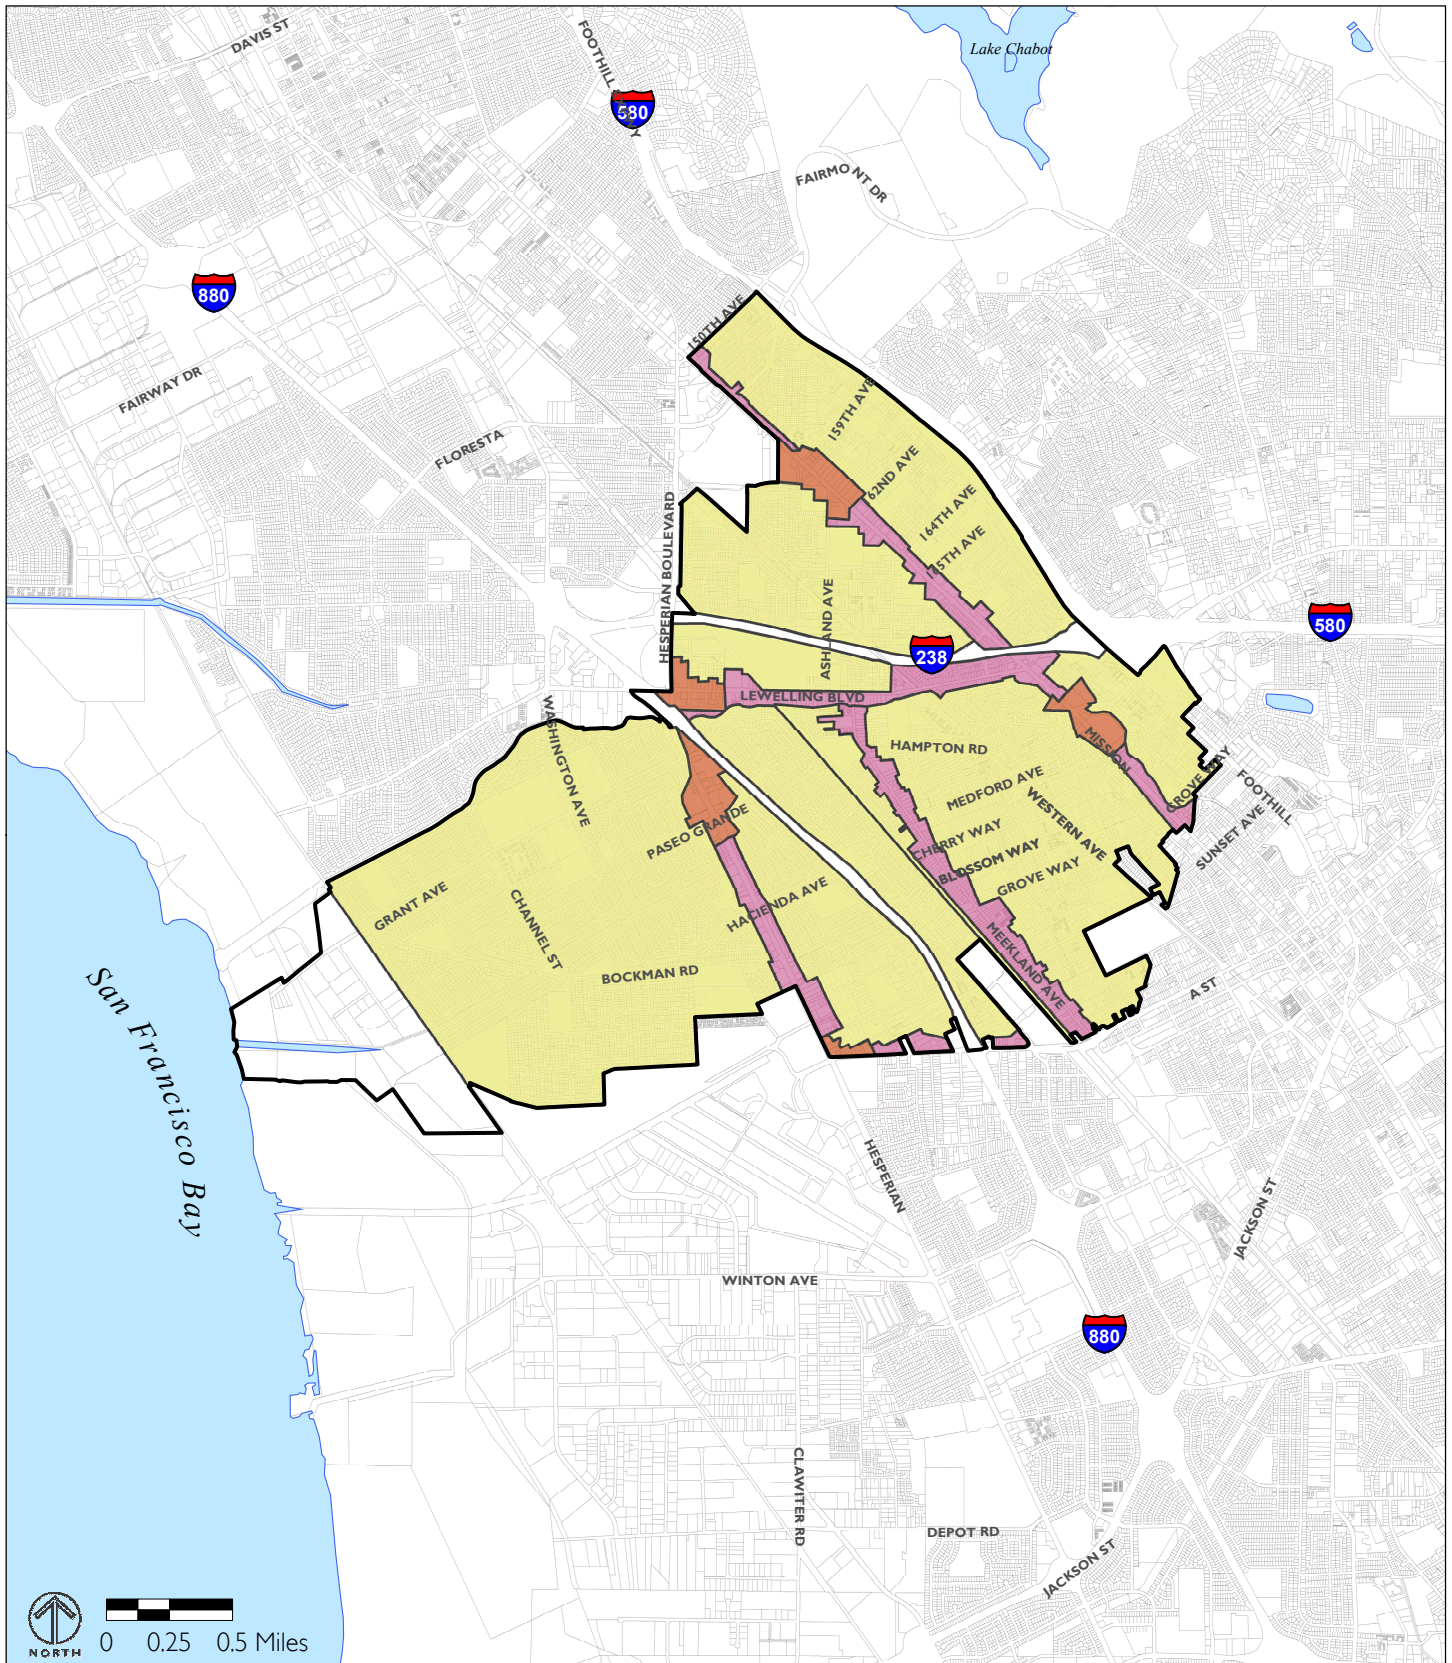 DAVIS ST
FOOTHILL
580
Lake Chabot
FAIRMONT DR
880
150TH AVE
FAIRWAY DR
159TH AVE
FLORESTA
62ND AVE
HESPERIAN BOULEVARD
164TH AVE
165TH AVE
ASHLAND AVE
580
238
LEWELLING BLVD
WASHINGTON AVE
HAMPTON RD
MISSION
MEDFORD AVE
GROVE WAY
FOOTHILL
WESTERN AVE
PASEO GRANDE
CHERRY WAY
SUNSET AVE
BLOSSOM WAY
GROVE WAY
GRANT AVE
CHANNEL ST
HACIENDA AVE
BOCKMAN RD
MEEKLAND AVE
A ST
San Francisco Bay
HESPERIAN
JACKSON ST
WINTON AVE
880
CLAWITER RD
DEPOT RD
JACKSON ST
NORTH
0 0.25 0.5 Miles